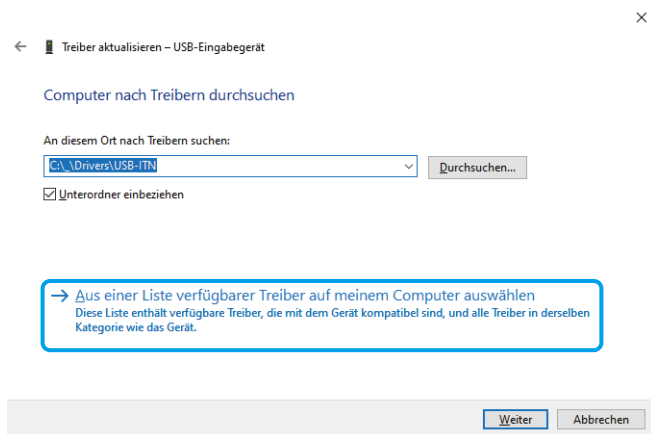 Treiber aktualisieren – USB-Eingabegerät
Computer nach Treibern durchsuchen
An diesem Ort nach Treibern suchen:
C:\_\Drivers\USB-ITN
Durchsuchen...
Unterordner einbeziehen
Aus einer Liste verfügbarer Treiber auf meinem Computer auswählen
Diese Liste enthält verfügbare Treiber, die mit dem Gerät kompatibel sind, und alle Treiber in derselben
Kategorie wie das Gerät.
Weiter
Abbrechen